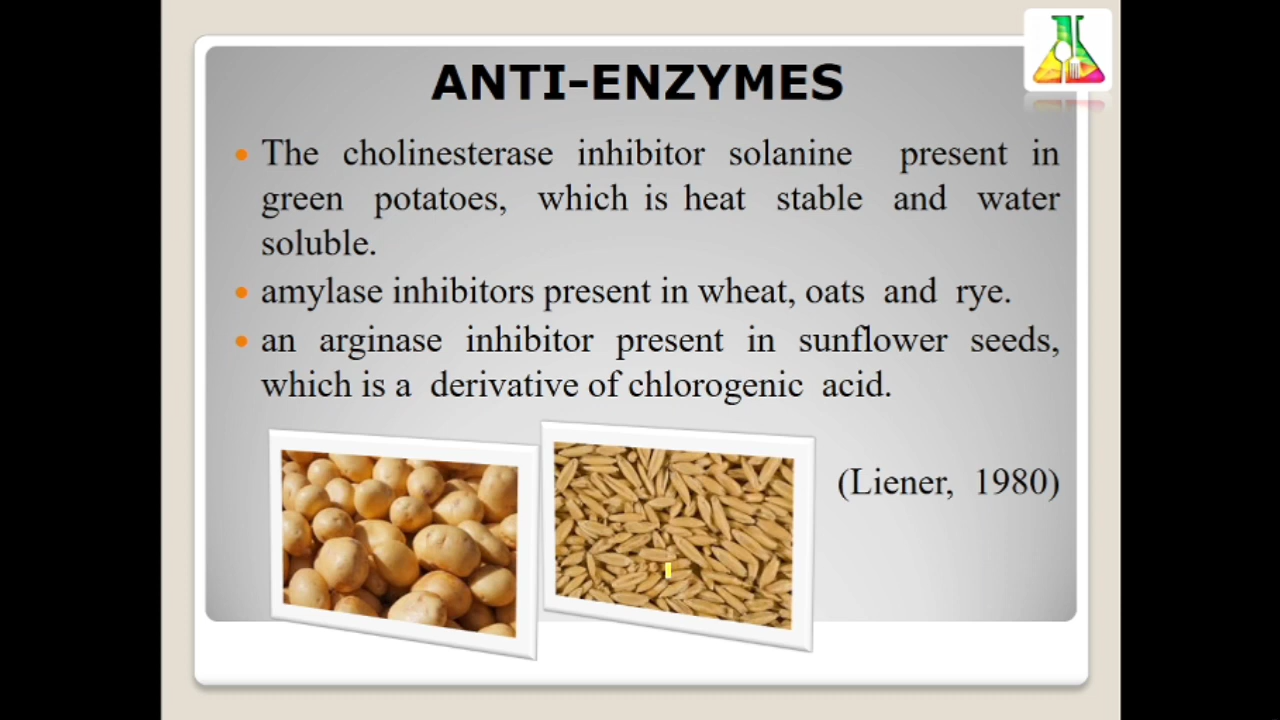 ANTI-ENZYMES
• The cholinesterase inhibitor solanine present in
green potatoes, which is heat stable and water
soluble.
• amylase inhibitors present in wheat, oats and rye.
• an arginase inhibitor present in sunflower seeds,
which is a derivative of chlorogenic acid.
(Liener, 1980)